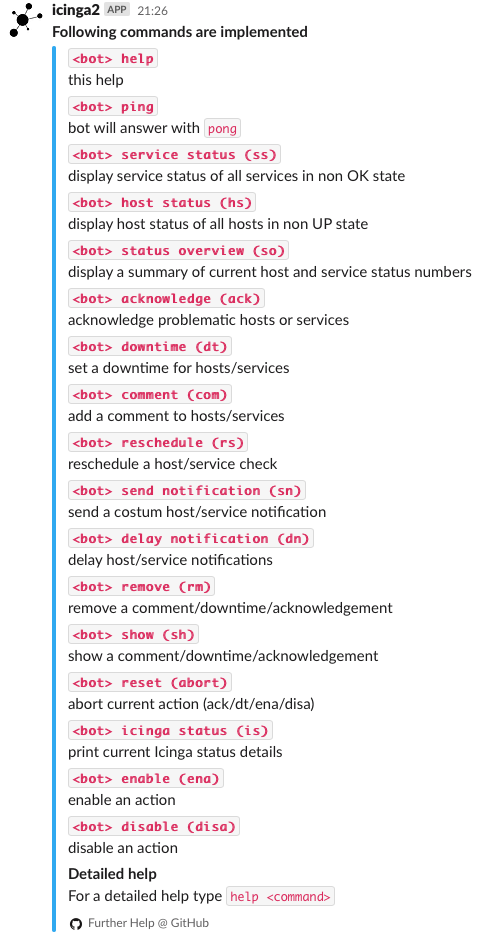 icinga2 APP 21:26
Following commands are implemented
<bot> help
this help
<bot> ping
bot will answer with pong
<bot> service status (ss)
display service status of all services in non OK state
<bot> host status (hs)
display host status of all hosts in non UP state
<bot> status overview (so)
display a summary of current host and service status numbers
<bot> acknowledge (ack)
acknowledge problematic hosts or services
<bot> downtime (dt)
set a downtime for hosts/services
<bot> comment (com)
add a comment to hosts/services
<bot> reschedule (rs)
reschedule a host/service check
<bot> send notification (sn)
send a costum host/service notification
<bot> delay notification (dn)
delay host/service notifications
<bot> remove (rm)
remove a comment/downtime/acknowledgement
<bot> show (sh)
show a comment/downtime/acknowledgement
<bot> reset (abort)
abort current action (ack/dt/ena/disa)
<bot> icinga status (is)
print current Icinga status details
<bot> enable (ena)
enable an action
<bot> disable (disa)
disable an action
Detailed help
For a detailed help type help <command>
Further Help @ GitHub